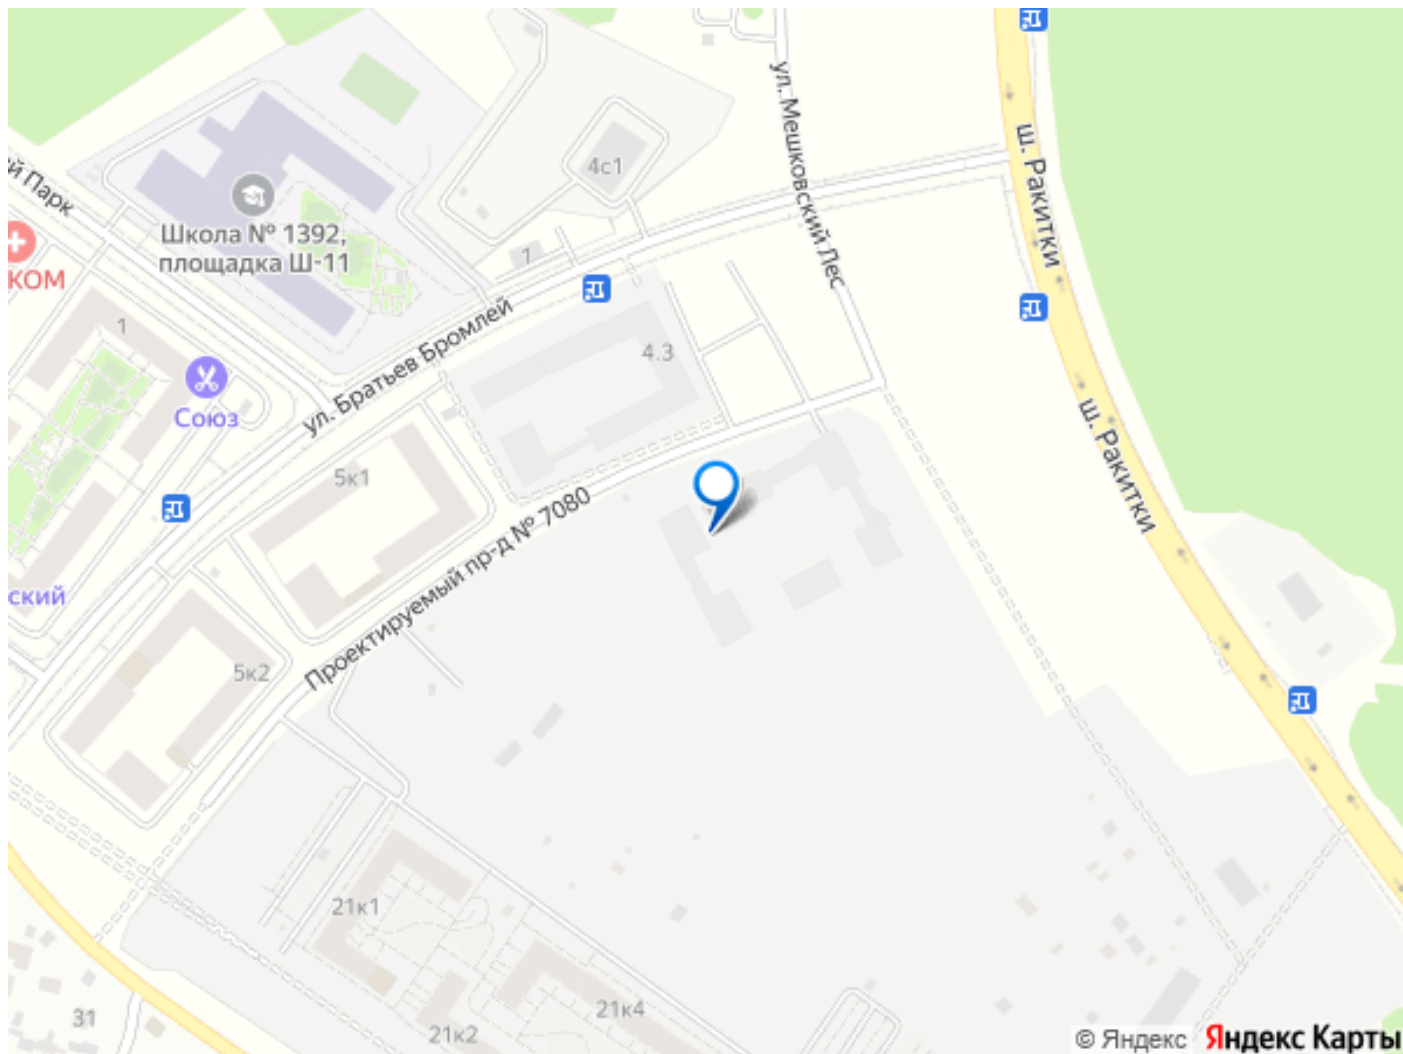 ул. Мешковский Лес
ш. Ракитки
4с1
й Парк
Школа № 1392,
площадка Ш-11
КОМ
1
1
ул. Братьев Бромлей
4.3
Союз
ш. Ракитки
5к1
Проектируемый пр-д № 7080
ский
5к2
21к1
21к4
31
21к2
© Яндекс Яндекс Карты